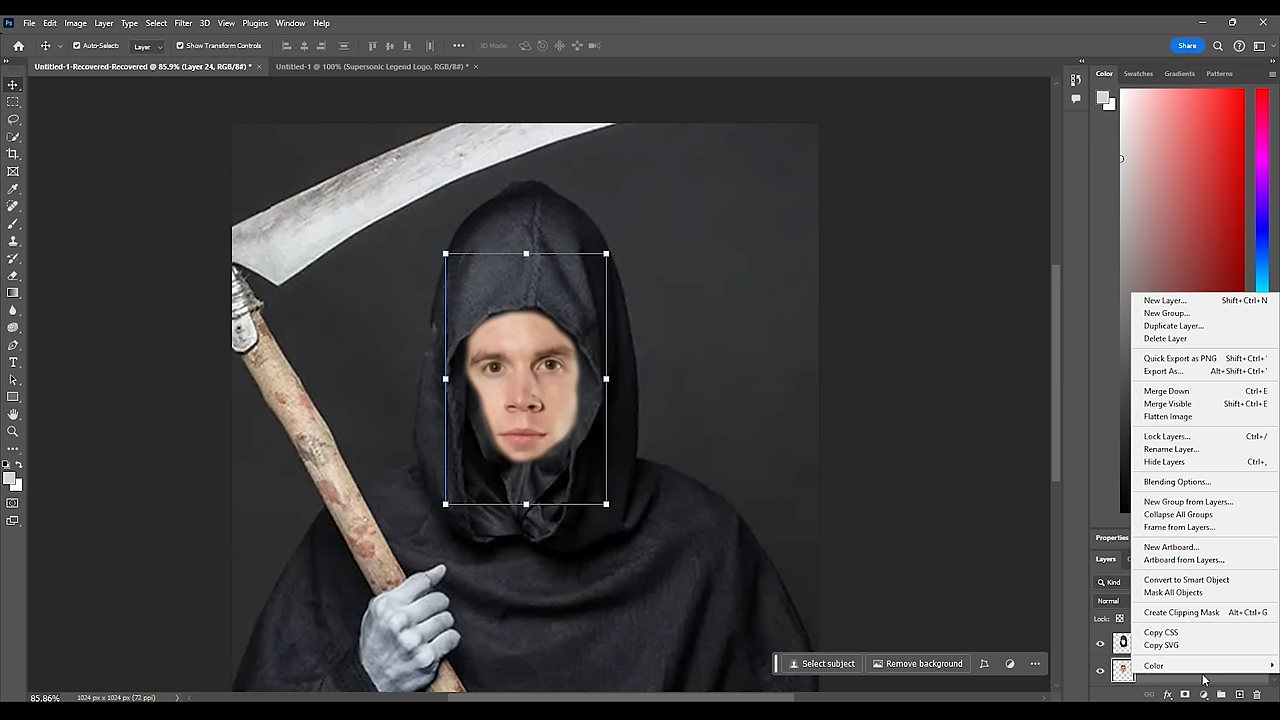 Ps File Edit Image Layer Type Select Filter 3D View Plugins Window Help
Auto-Select: Layer Show Transform Controls 3D Mode: Share
Untitled-1-Recovered-Recovered @ 85.9% (Layer 24, RGB/8#) * × Untitled-1 @ 100% (Supersonic Legend Logo, RGB/8#) * ×
Color Swatches Gradients Patterns
New Layer... Shift+Ctrl+N
New Group...
Duplicate Layer...
Delete Layer
Quick Export as PNG Shift+Ctrl+'
Export As... Alt+Shift+Ctrl+'
Merge Down Ctrl+E
Merge Visible Shift+Ctrl+E
Flatten Image
Lock Layers... Ctrl+/
Rename Layer...
Hide Layers Ctrl+,
Blending Options...
New Group from Layers...
Collapse All Groups
Frame from Layers...
New Artboard...
Artboard from Layers...
Convert to Smart Object
Mask All Objects
Create Clipping Mask Alt+Ctrl+G
Copy CSS
Copy SVG
Color
Properties
Layers
Kind
Normal
Lock:
Select subject Remove background
85.86% 1024 px x 1024 px (72 ppi)
fx